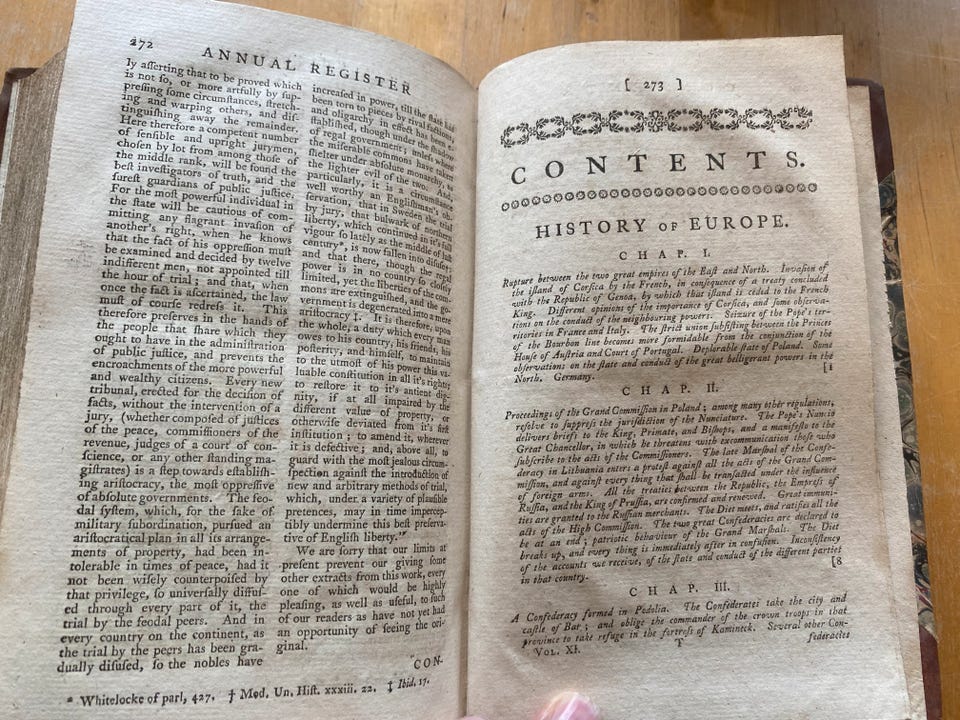 272
ANNUAL REGISTER
ly asserting that to be proved which
is not so, or more artfully by sup-
pressing some circumstances, stretch-
ing and warping others, and dis-
tinguishing away the remainder.
Here therefore a competent number
of sensible and upright jurymen,
chosen by lot from among those of
the middle rank, will be found the
best investigators of truth, and the
surest guardians of public justice.
For the most powerful individual in
the state will be cautious of com-
mitting any flagrant invasion of
another's right, when he knows
that the fact of his oppression must
be examined and decided by twelve
indifferent men, not appointed till
the hour of trial; and that, when
once the fact is ascertained, the law
must of course redress it. This
therefore preserves in the hands of
the people that share which they
ought to have in the administration
of public justice, and prevents the
encroachments of the more powerful
and wealthy citizens. Every new
tribunal, erected for the decision of
facts, without the intervention of a
jury, (whether composed of justices
of the peace, commissioners of the
revenue, judges of a court of con-
science, or any other standing ma-
gistrates) is a step towards establish-
ing aristocracy, the most oppressive
of absolute governments. The feo-
dal system, which, for the sake of
military subordination, pursued an
aristocratical plan in all its arrange-
ments of property, had been in-
tolerable in times of peace, had it
not been wisely counterpoised by
that privilege, so universally diffus-
ed through every part of it, the
trial by the feodal peers. And in
every country on the continent, as
the trial by the peers has been gra-
dually disused, so the nobles have
increased in power, till the state has
been torn to pieces by rival factions,
and oligarchy in effect has been e-
stablished, though under the shadow
of regal government; unless where
the miserable commons have taken
shelter under absolute monarchy, as
the lighter evil of the two. And,
particularly, it is a circumstance
well worthy an Englishman's ob-
servation, that in Sweden the trial
by jury, that bulwark of northern
liberty, which continued in it's full
vigour so lately as the middle of last
century*, is now fallen into disuse;
and that there, though the regal
power is in no country so closely
limited, yet the liberties of the com-
mons are extinguished, and the go-
vernment is degenerated into a mere
aristocracy ‡. It is therefore, upon
the whole, a duty which every man
owes to his country, his friends, his
posterity, and himself, to maintain
to the utmost of his power this va-
luable constitution in all it's rights;
to restore it to it's antient dig-
nity, if at all impaired by the
different value of property, or
otherwise deviated from it's first
institution; to amend it, wherever
it is defective; and, above all, to
guard with the most jealous circum-
spection against the introduction of
new and arbitrary methods of trial,
which, under a variety of plausible
pretences, may in time impercep-
tibly undermine this best preserva-
tive of English liberty."
We are sorry that our limits at
present prevent our giving some
other extracts from this work, every
one of which would be highly
pleasing, as well as useful, to such
of our readers as have not yet had
an opportunity of seeing the ori-
ginal.
CON-
* Whitelocke of parl, 427. † Mod. Un. Hist. xxxiii. 22. ‡ Ibid. 17.
[ 273 ]
CONTENTS.
HISTORY OF EUROPE.
CHAP. I.
Rupture between the two great empires of the East and North. Invasion of
the island of Corsica by the French, in consequence of a treaty concluded
with the Republic of Genoa, by which that island is ceded to the French
King. Different opinions of the importance of Corsica, and some observa-
tions on the conduct of the neighbouring powers. Seizure of the Pope's ter-
ritories in France and Italy. The strict union subsisting between the Princes
of the Bourbon line becomes more formidable from the conjunction of the
House of Austria and Court of Portugal. Deplorable state of Poland. Some
observations on the state and conduct of the great belligerant powers in the
North. Germany. [1
CHAP. II.
Proceedings of the Grand Commission in Poland; among many other regulations,
resolve to suppress the jurisdiction of the Nunciature. The Pope's Nuncio
delivers briefs to the King, Primate, and Bishops, and a manifesto to the
Great Chancellor, in which he threatens with excommunication those who
subscribe to the acts of the Commissioners. The late Marshal of the Confe-
deracy in Lithuania enters a protest against all the acts of the Grand Com-
mission, and against every thing that shall be transacted under the influence
of foreign arms. All the treaties between the Republic, the Empress of
Russia, and the King of Prussia, are confirmed and renewed. Great immuni-
ties are granted to the Russian merchants. The Diet meets, and ratifies all the
acts of the High Commission. The two great Confederacies are declared to
be at an end; patriotic behaviour of the Grand Marshal. The Diet
breaks up, and every thing is immediately after in confusion. Inconsistency
of the accounts we receive, of the state and conduct of the different parties
in that country. [8
CHAP. III.
A Confederacy formed in Podolia. The Confederates take the city and
castle of Bar; and oblige the commander of the crown troops in that
province to take refuge in the fortress of Kamineck. Several other Con-
VOL. XI. T federacies